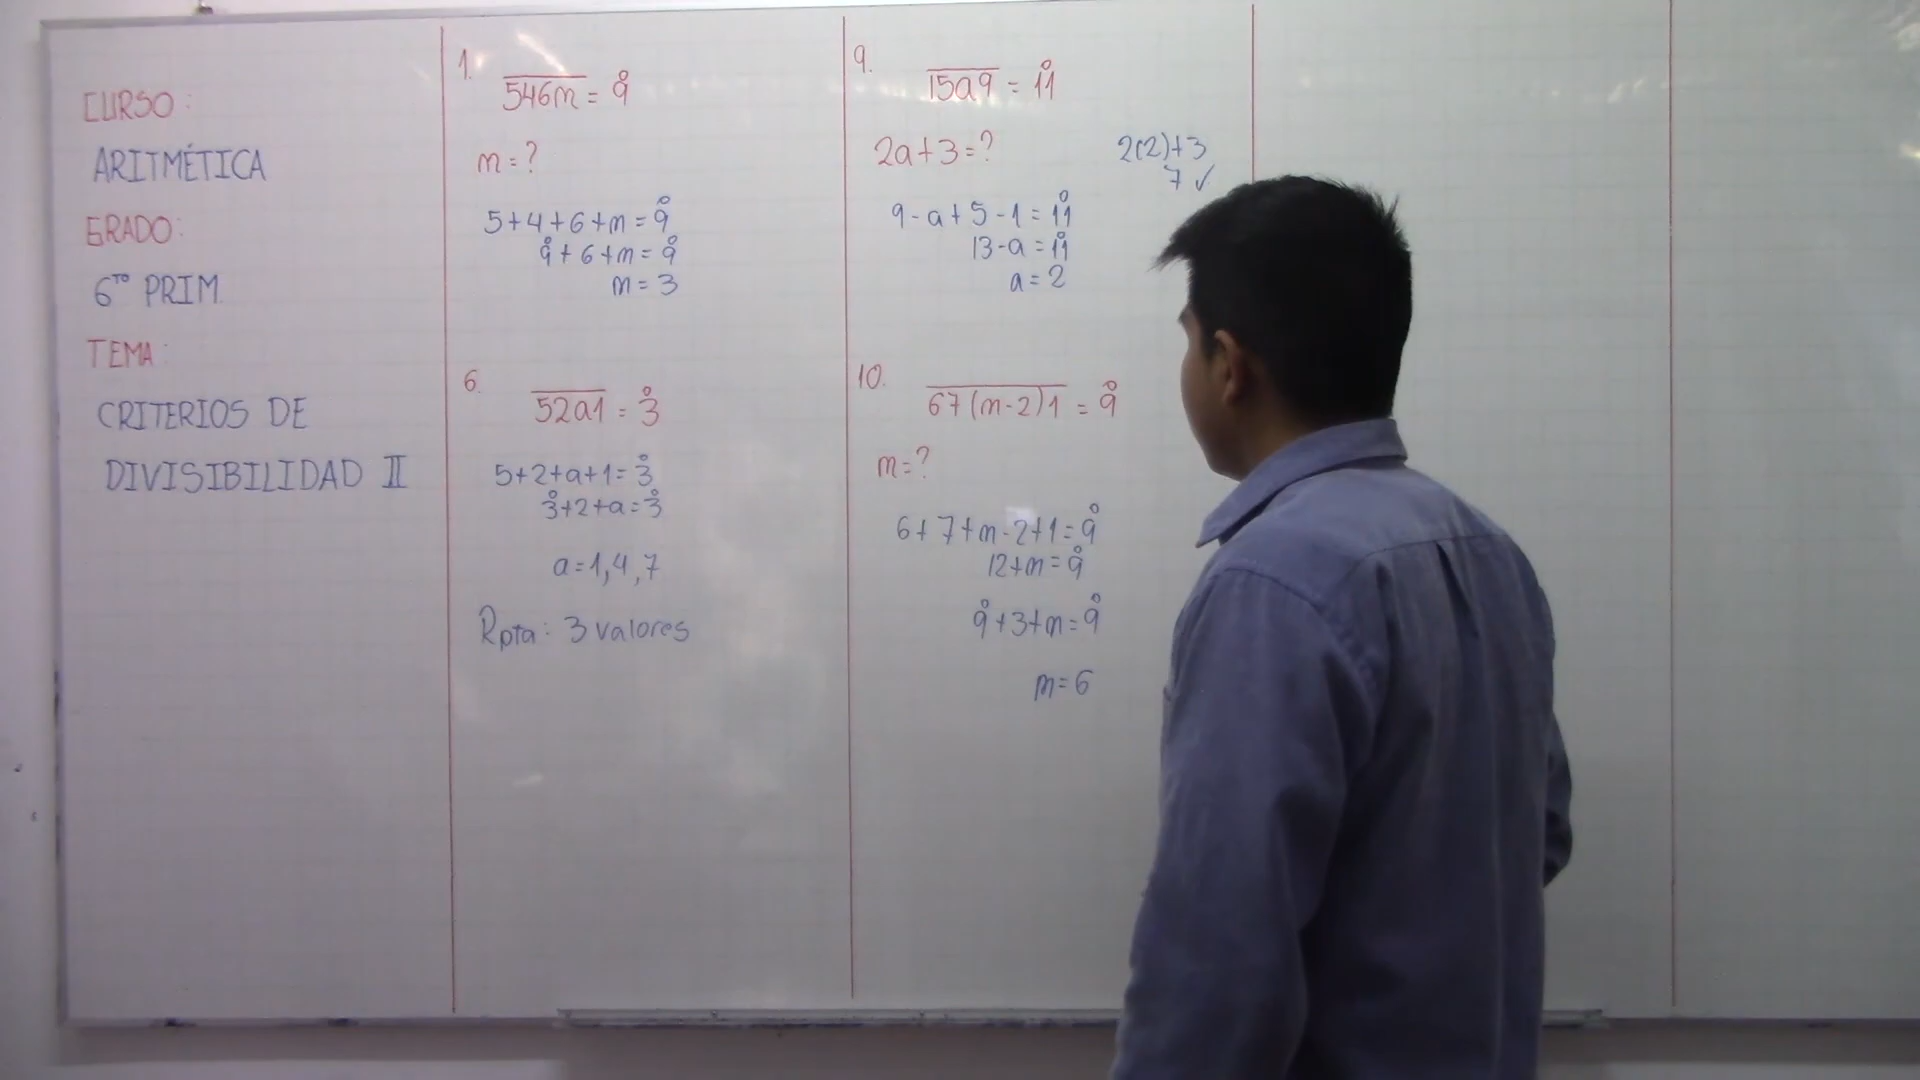 CURSO:
ARITMÉTICA
GRADO:
6TO PRIM.
TEMA:
CRITERIOS DE
DIVISIBILIDAD II
1.
546m = 9°
m = ?
5+4+6+m = 9°
9°+6+m = 9°
m = 3
6.
52a1 = 3°
5+2+a+1 = 3°
3°+2+a = 3°
a = 1,4,7
Rpta: 3 valores
9.
15a9 = 11°
2a+3 = ?
2(2)+3
7 ✓
9-a+5-1 = 11°
13-a = 11°
a = 2
10.
67(m-2)1 = 9°
m = ?
6+7+m-2+1 = 9°
12+m = 9°
9°+3+m = 9°
m = 6